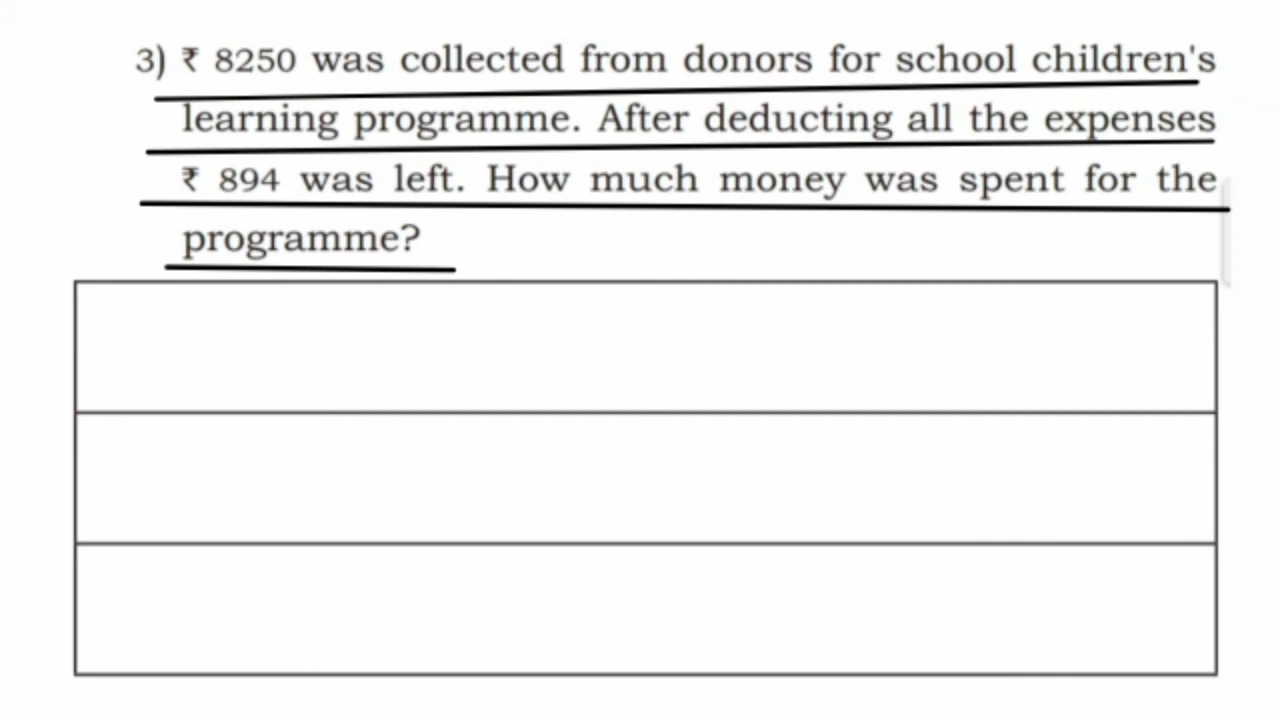 3) ₹ 8250 was collected from donors for school children's
learning programme. After deducting all the expenses
₹ 894 was left. How much money was spent for the
programme?